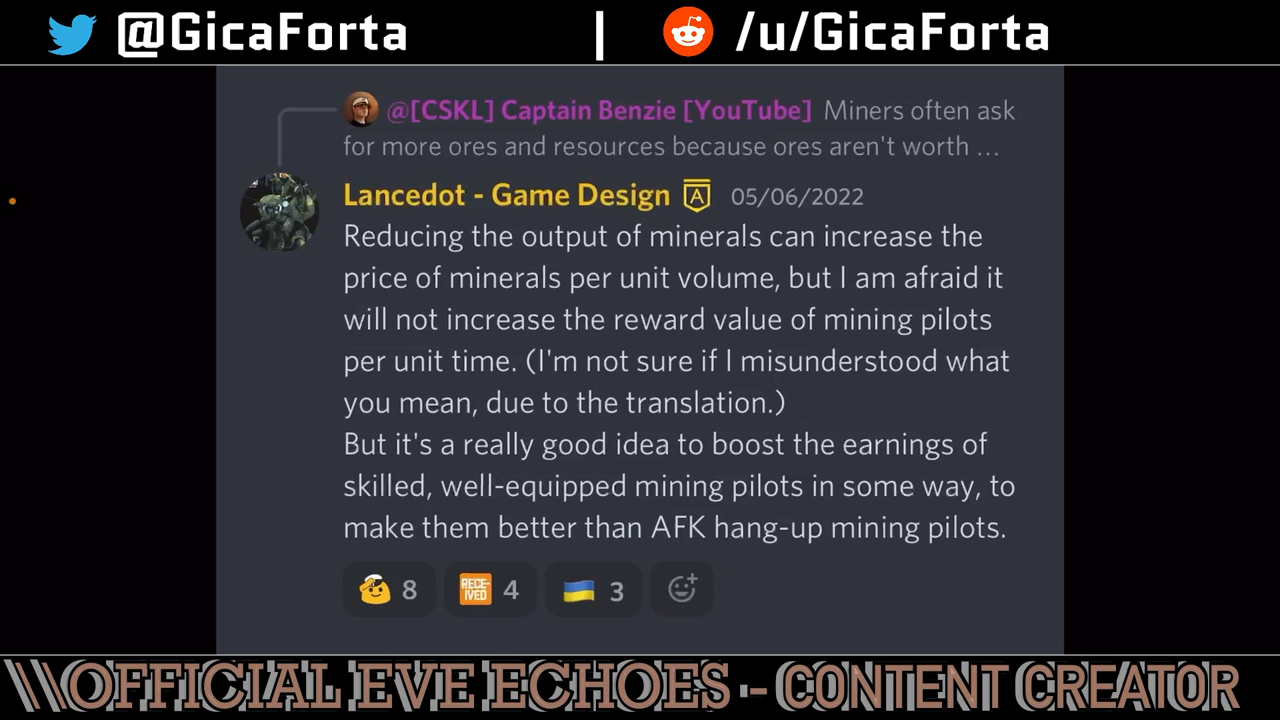 @GicaForta | /u/GicaForta
@[CSKL] Captain Benzie [YouTube] Miners often ask
for more ores and resources because ores aren't worth ...
Lancedot - Game Design A 05/06/2022
Reducing the output of minerals can increase the
price of minerals per unit volume, but I am afraid it
will not increase the reward value of mining pilots
per unit time. (I'm not sure if I misunderstood what
you mean, due to the translation.)
But it's a really good idea to boost the earnings of
skilled, well-equipped mining pilots in some way, to
make them better than AFK hang-up mining pilots.
8 RECE-IVED 4 3
\\OFFICIAL EVE ECHOES - CONTENT CREATOR